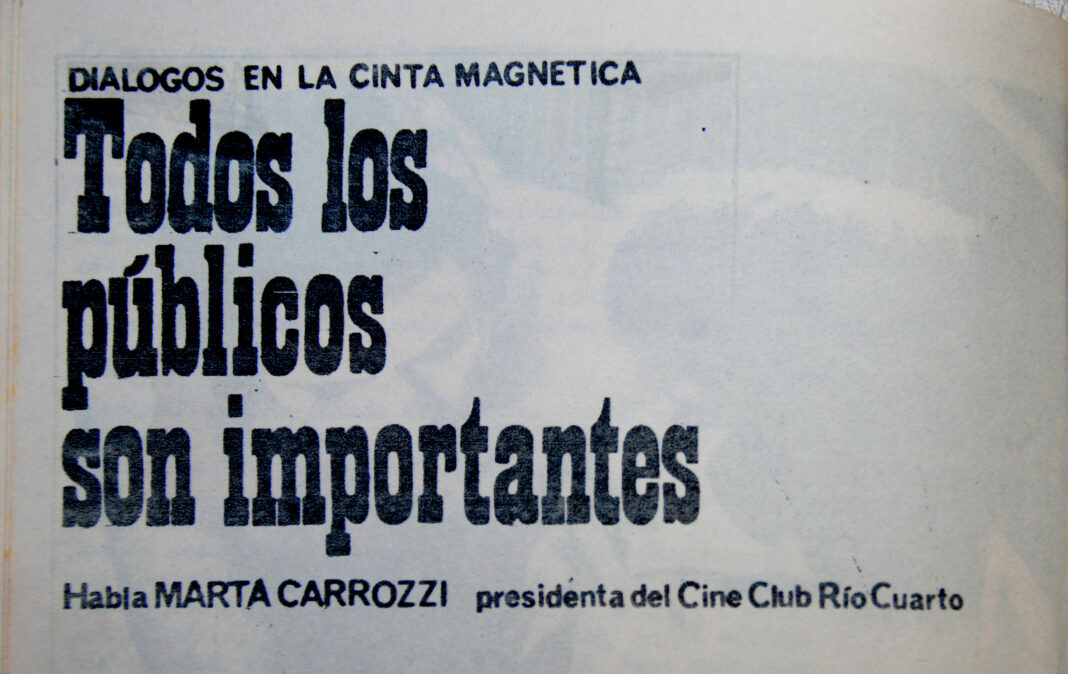 DIALOGOS EN LA CINTA MAGNETICA
Todos los
públicos
son importantes
Habla MARTA CARROZZI presidenta del Cine Club Río Cuarto